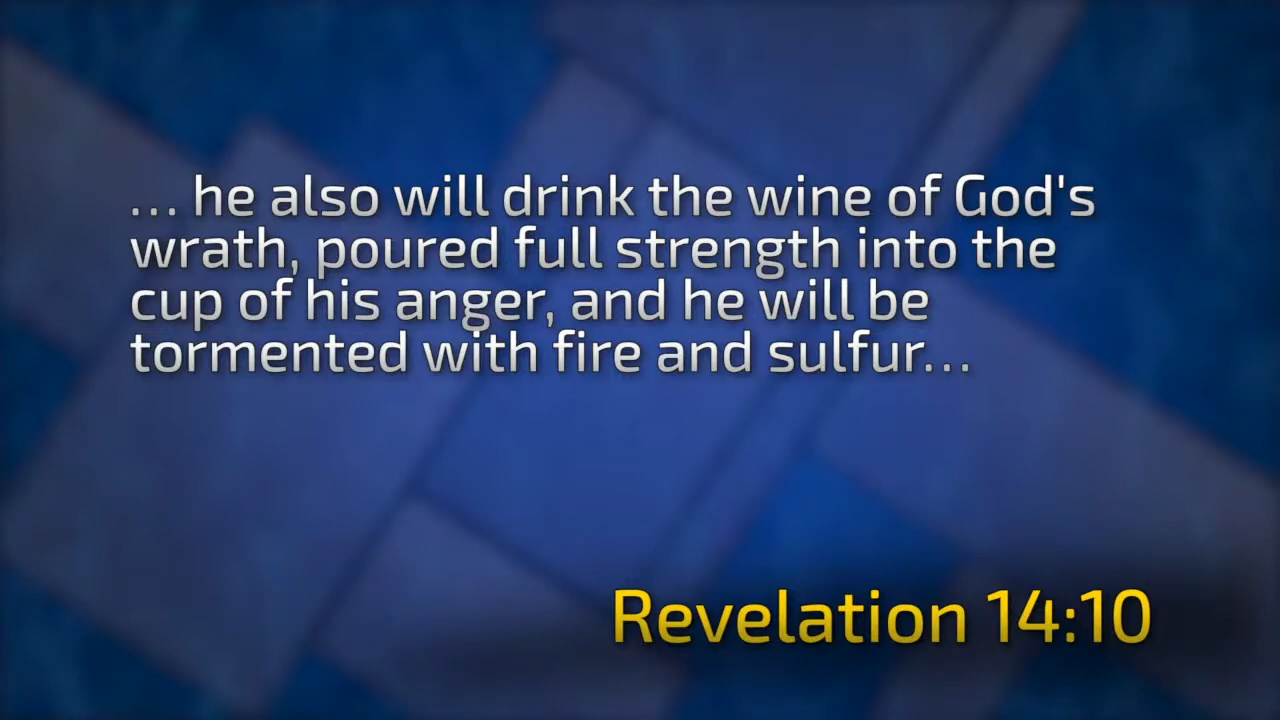 ... he also will drink the wine of God's
wrath, poured full strength into the
cup of his anger, and he will be
tormented with fire and sulfur...
Revelation 14:10